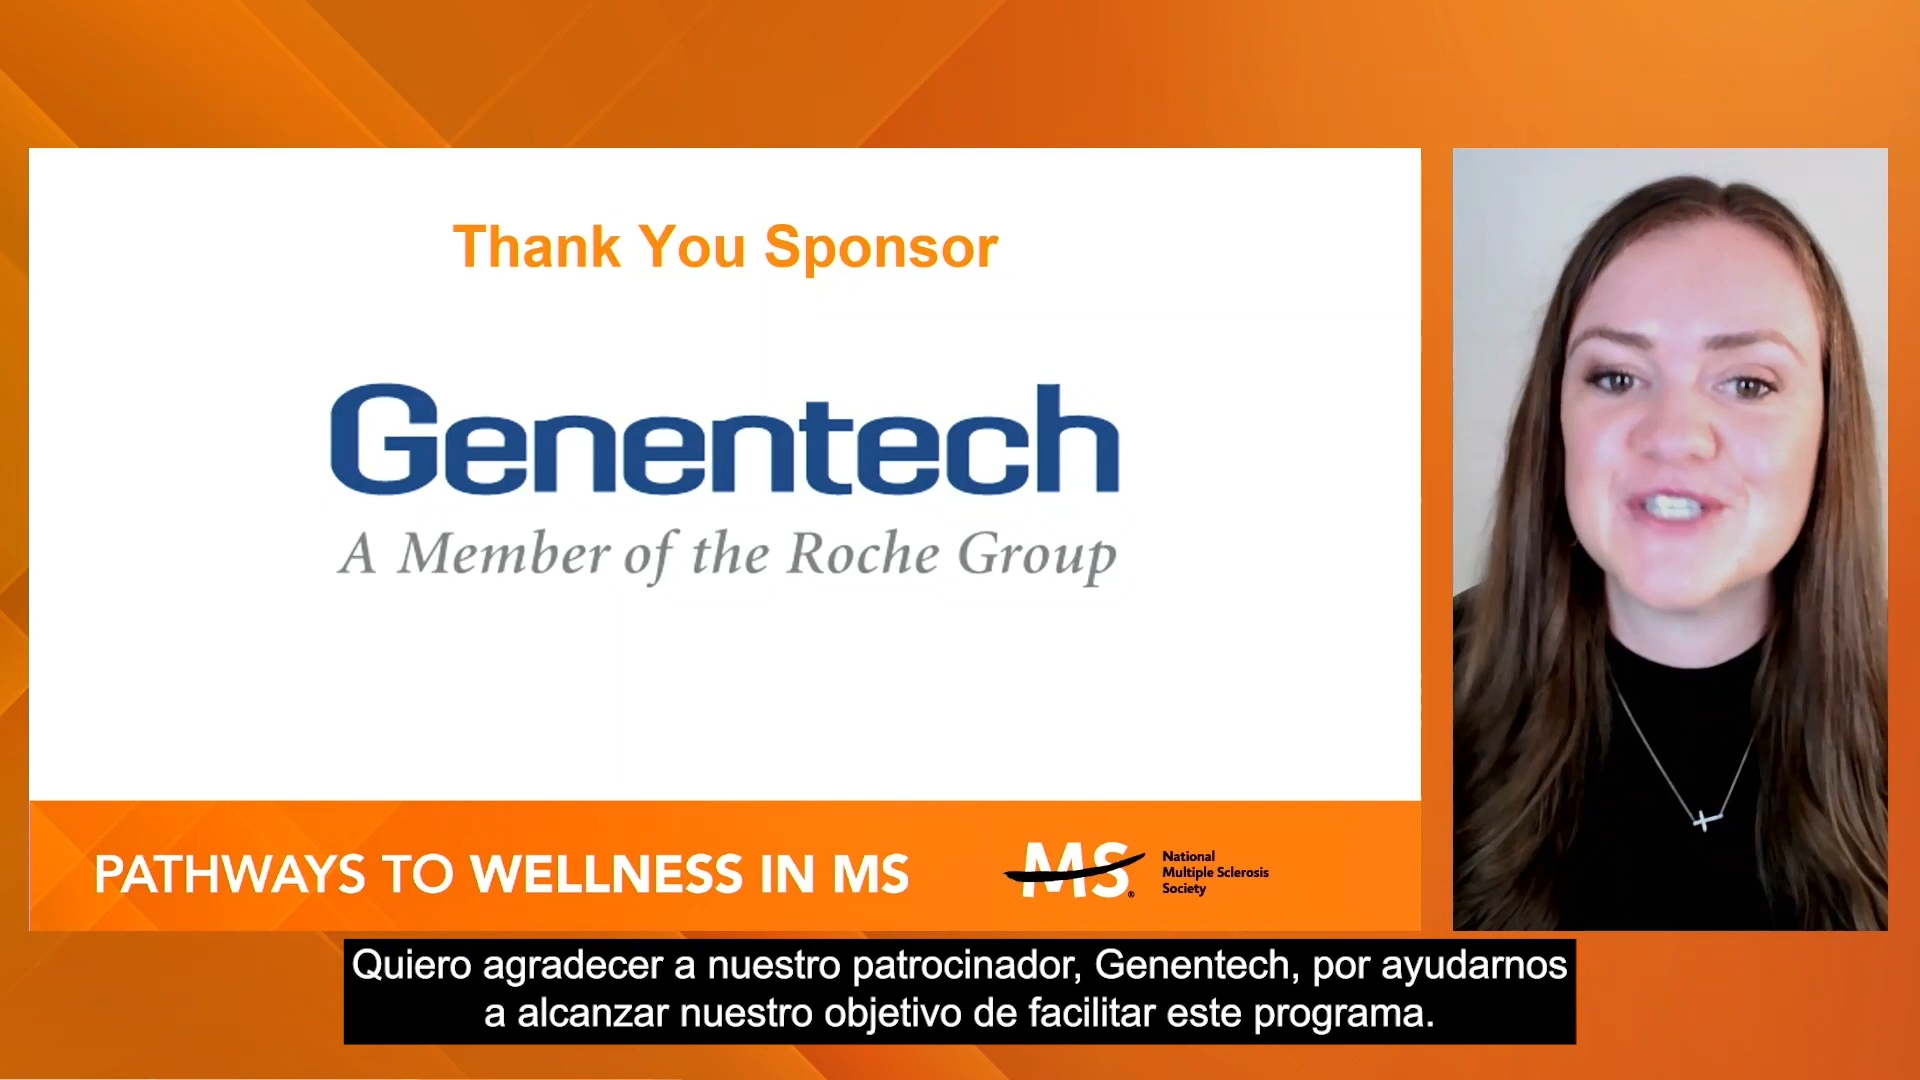 Thank You Sponsor
Genentech
A Member of the Roche Group
PATHWAYS TO WELLNESS IN MS
MS®
National
Multiple Sclerosis
Society
Quiero agradecer a nuestro patrocinador, Genentech, por ayudarnos
a alcanzar nuestro objetivo de facilitar este programa.